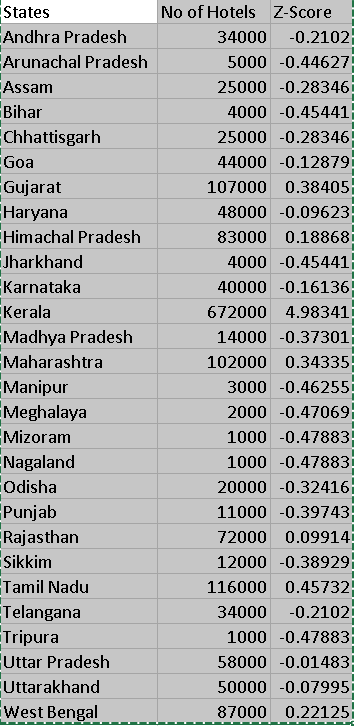 States No of Hotels Z-Score
Andhra Pradesh 34000 -0.2102
Arunachal Pradesh 5000 -0.44627
Assam 25000 -0.28346
Bihar 4000 -0.45441
Chhattisgarh 25000 -0.28346
Goa 44000 -0.12879
Gujarat 107000 0.38405
Haryana 48000 -0.09623
Himachal Pradesh 83000 0.18868
Jharkhand 4000 -0.45441
Karnataka 40000 -0.16136
Kerala 672000 4.98341
Madhya Pradesh 14000 -0.37301
Maharashtra 102000 0.34335
Manipur 3000 -0.46255
Meghalaya 2000 -0.47069
Mizoram 1000 -0.47883
Nagaland 1000 -0.47883
Odisha 20000 -0.32416
Punjab 11000 -0.39743
Rajasthan 72000 0.09914
Sikkim 12000 -0.38929
Tamil Nadu 116000 0.45732
Telangana 34000 -0.2102
Tripura 1000 -0.47883
Uttar Pradesh 58000 -0.01483
Uttarakhand 50000 -0.07995
West Bengal 87000 0.22125